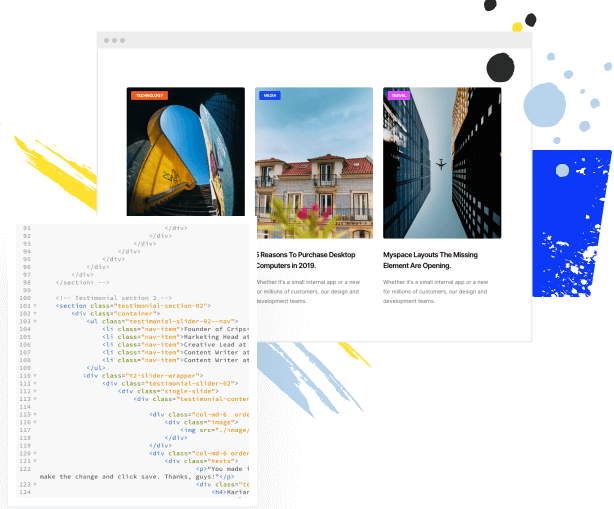 TECHNOLOGY
MEDIA
TRAVEL
5 Reasons To Purchase Desktop
Computers in 2019.
Whether it's a small internal app or a new
for millions of customers, our design and
development teams.
Myspace Layouts The Missing
Element Are Opening.
Whether it's a small internal app or a new
for millions of customers, our design and
development teams.
91 </div>
92 </div>
93 </div>
94 </div>
95 </div>
96 </div>
97 </div>
98 </section> -->
99
100 <!-- Testimonial section 2 -->
101 <section class="testimonial-section-02">
102 <div class="container">
103 <ul class="testimonial-slider-02--nav">
104 <li class="nav-item">Founder of Crips<
105 <li class="nav-item">Marketing Head at
106 <li class="nav-item">Creative Lead at
107 <li class="nav-item">Content Writer at
108 <li class="nav-item">Content Writer at
109 </ul>
110 <div class="t2-slider-wrapper">
111 <div class="testimonial-slider-02">
112 <div class="single-slide">
113 <div class="testimonial-conten
114
115 <div class="col-md-6 orde
116 <div class="image">
117 <img src="./image/
118 </div>
119 </div>
120 <div class="col-md-6 order
121 <div class="texts">
122 <p>"You made i
make the change and click save. Thanks, guys!"</p>
123 <div class="te
124 <h4>Marian